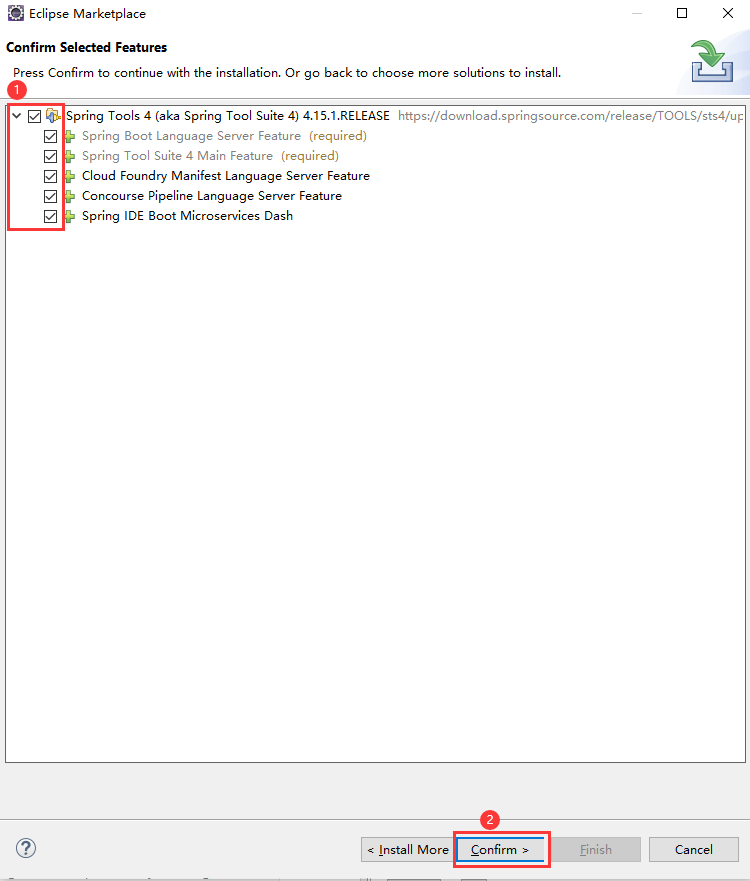 Eclipse Marketplace
Confirm Selected Features
Press Confirm to continue with the installation. Or go back to choose more solutions to install.
1
Spring Tools 4 (aka Spring Tool Suite 4) 4.15.1.RELEASE https://download.springsource.com/release/TOOLS/sts4/up
Spring Boot Language Server Feature (required)
Spring Tool Suite 4 Main Feature (required)
Cloud Foundry Manifest Language Server Feature
Concourse Pipeline Language Server Feature
Spring IDE Boot Microservices Dash
2
? < Install More Confirm > Finish Cancel